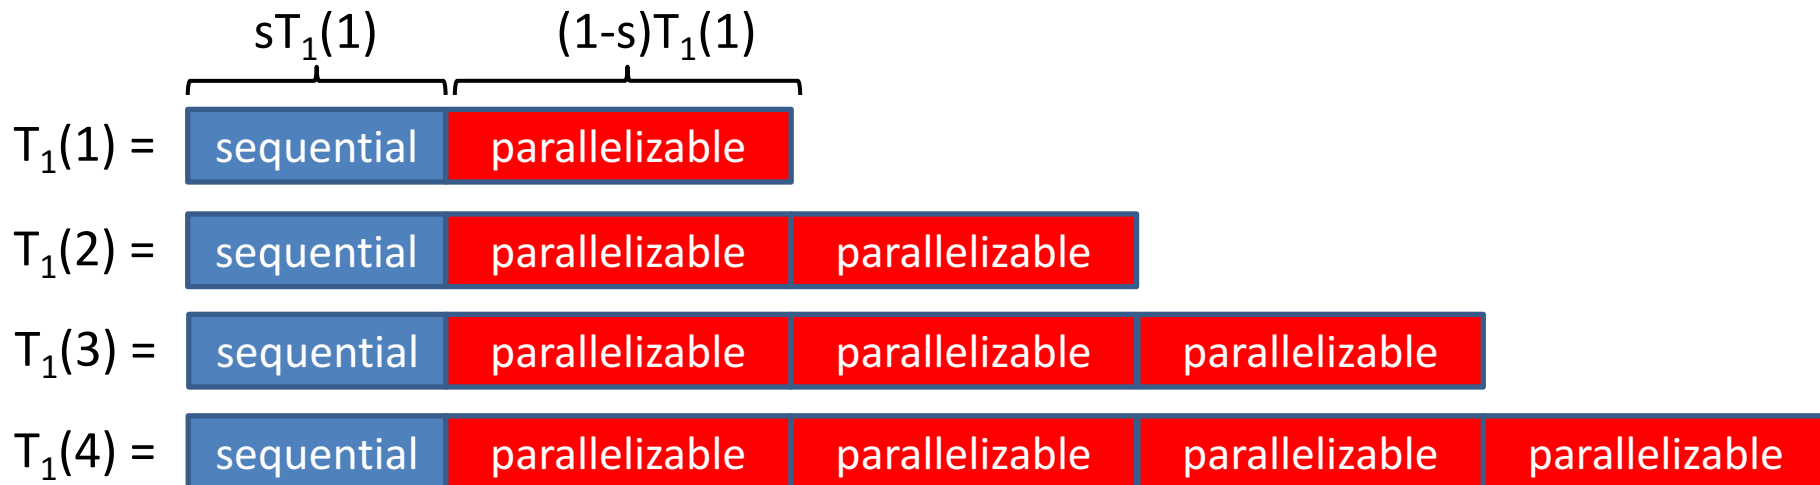 sT₁(1) (1-s)T₁(1)
T₁(1) = sequential parallelizable
T₁(2) = sequential parallelizable parallelizable
T₁(3) = sequential parallelizable parallelizable parallelizable
T₁(4) = sequential parallelizable parallelizable parallelizable parallelizable